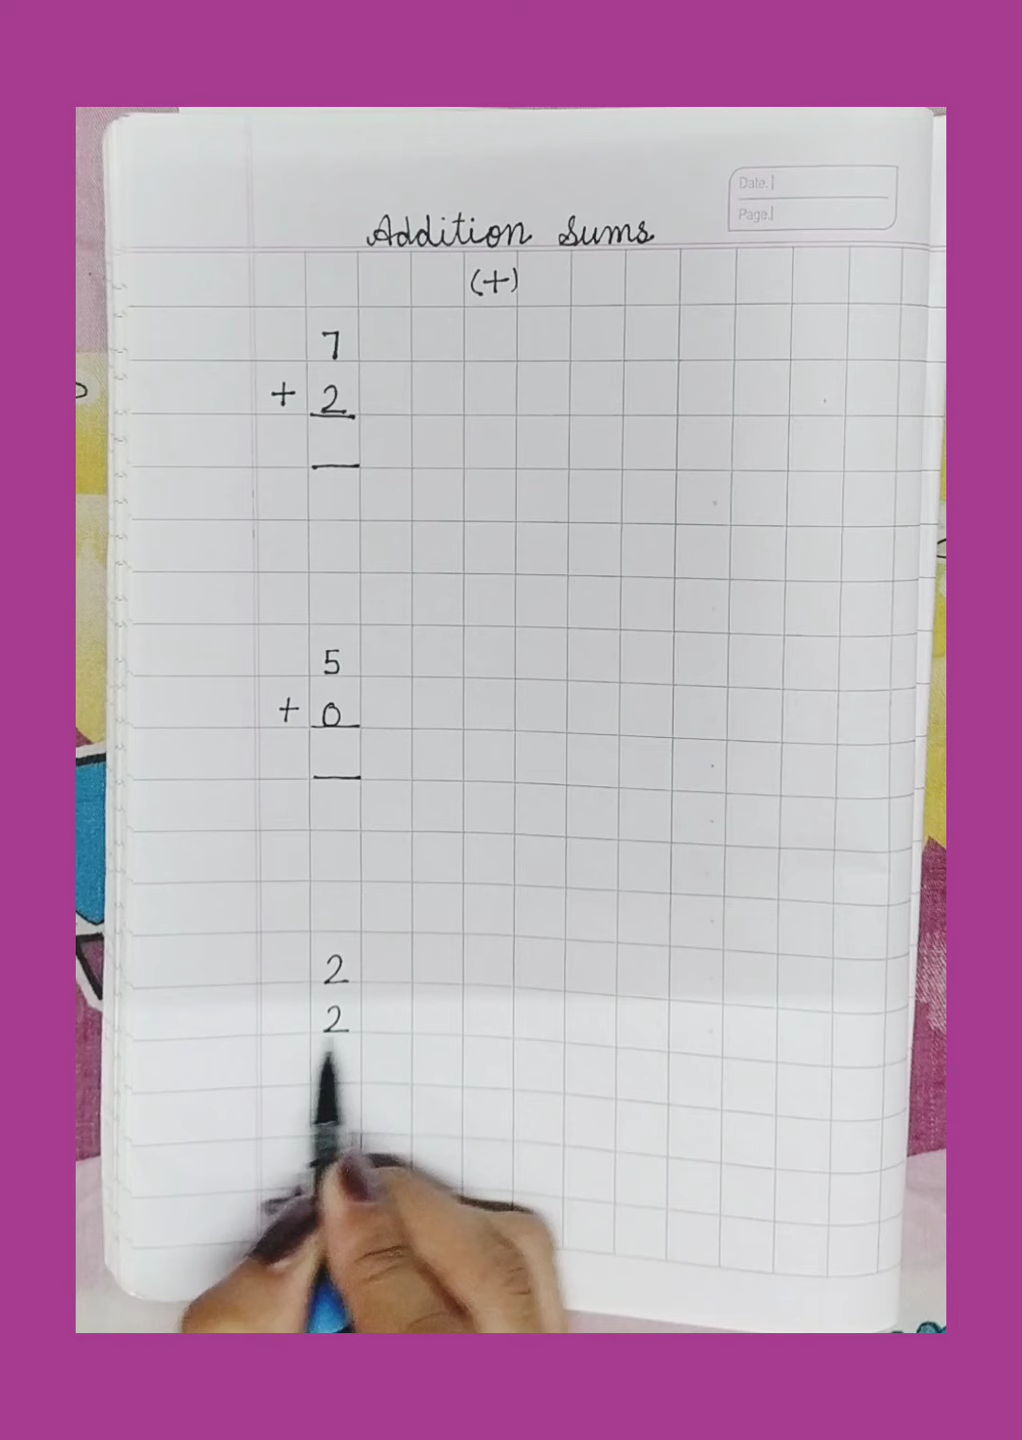 Date.
Page.
Addition Sums
(+)
7
+ 2
5
+ 0
2
2